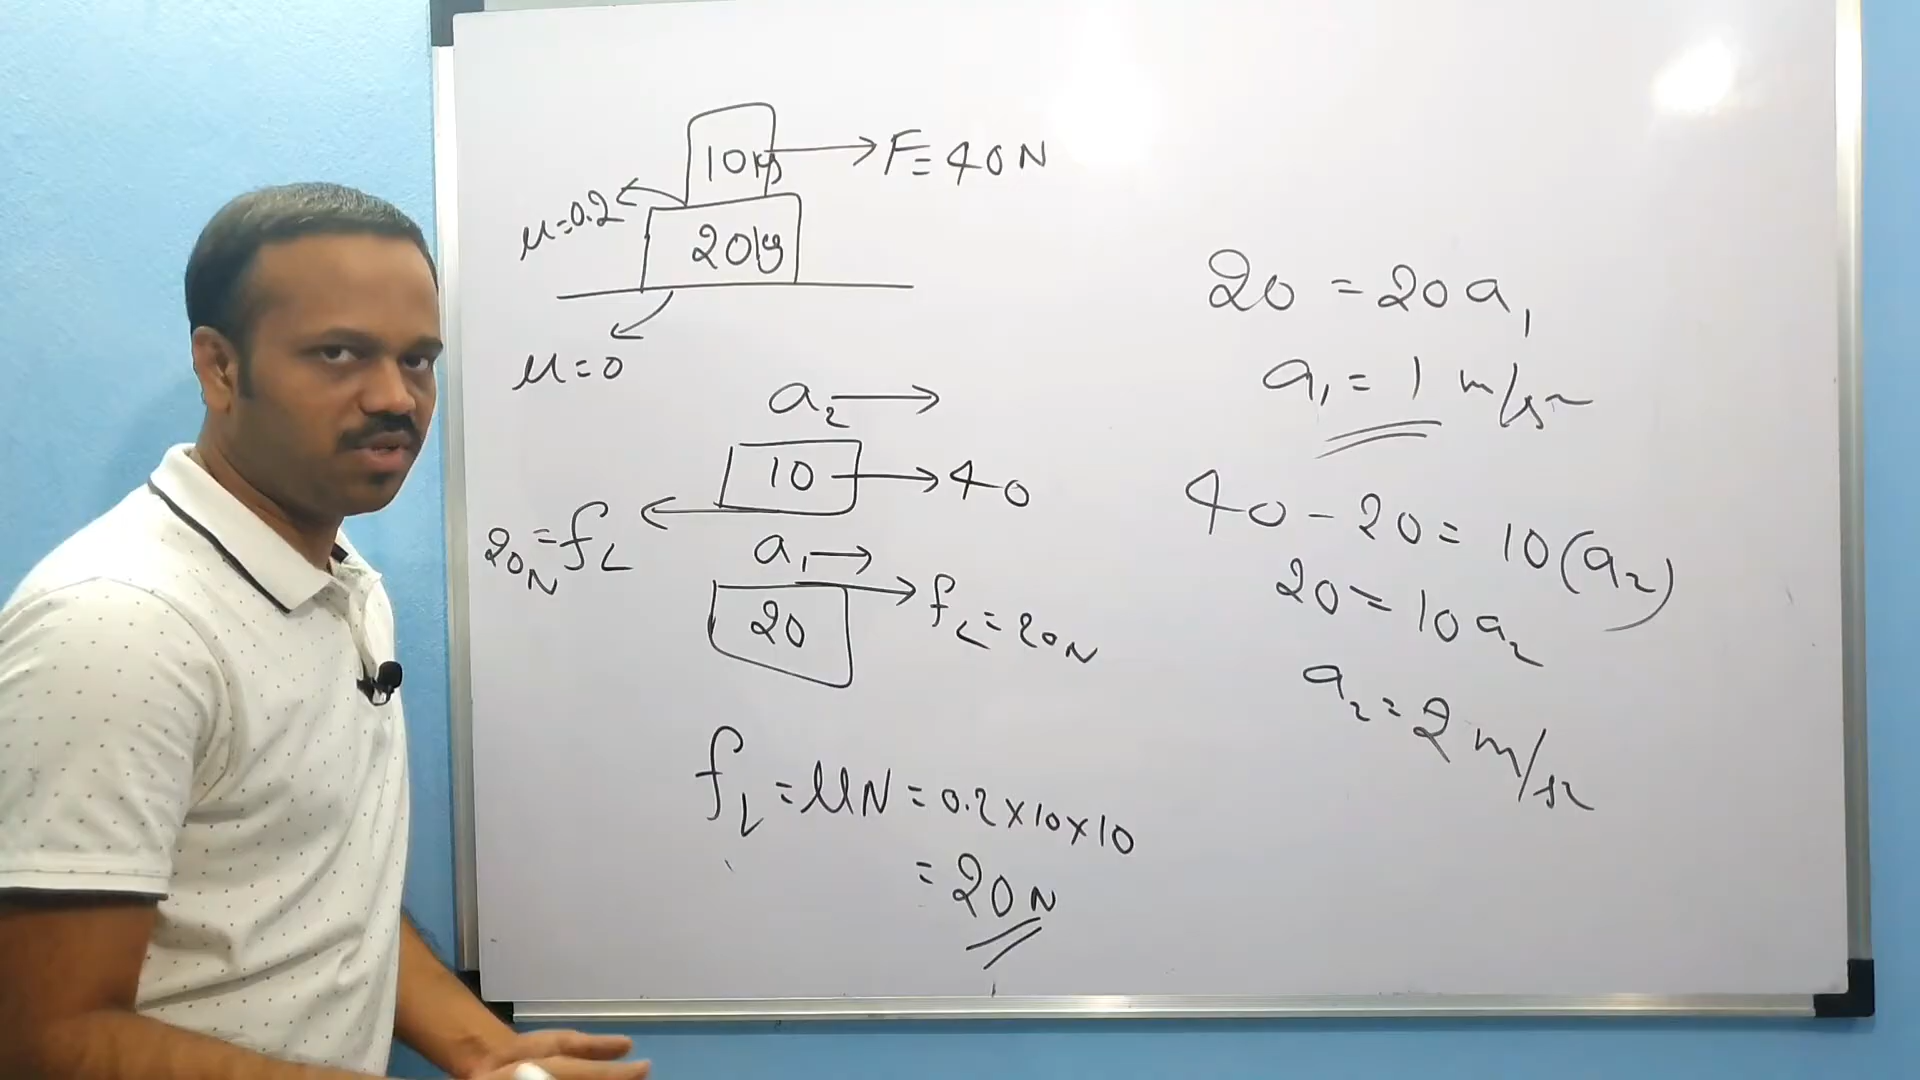 10kg
F = 40 N
μ=0.2
20kg
μ = 0
a₂
10
40
20N = fL
a₁
20
fL = 20N
fL = μN = 0.2×10×10
= 20N
20 = 20a₁
a₁ = 1 m/s²
40 - 20 = 10(a₂)
20 = 10a₂
a₂ = 2 m/s²